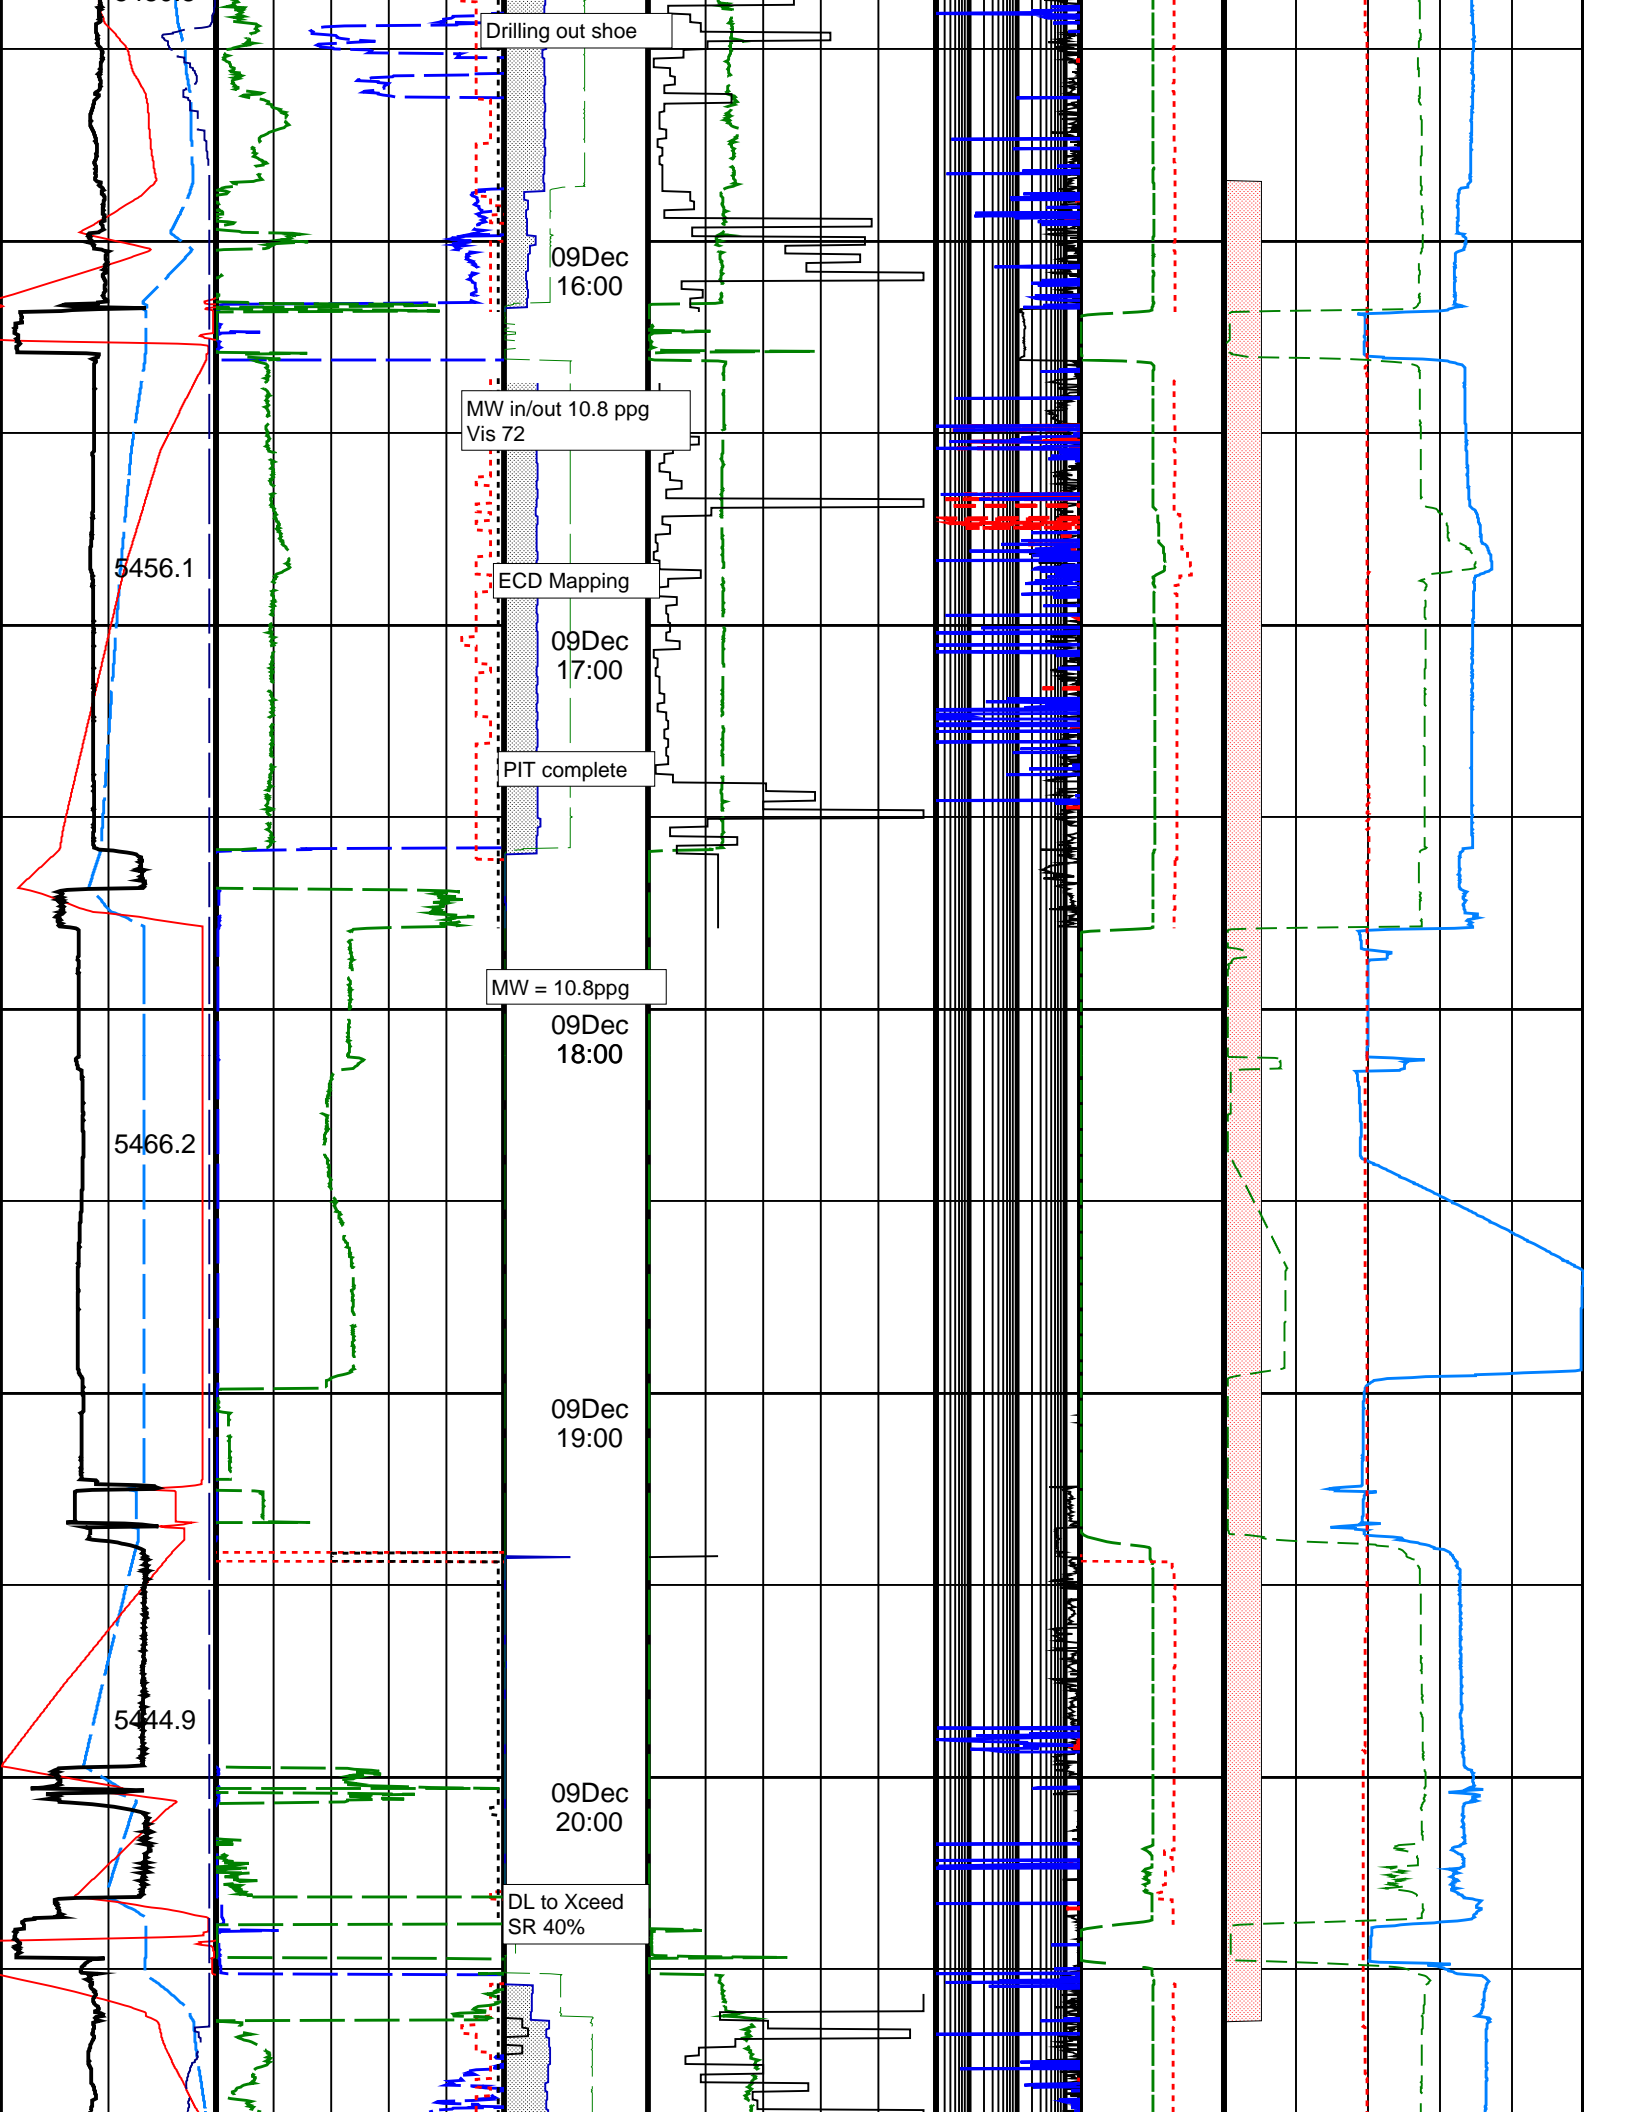 Drilling out shoe
09Dec
16:00
MW in/out 10.8 ppg
Vis 72
5456.1
ECD Mapping
09Dec
17:00
PIT complete
MW = 10.8ppg
09Dec
18:00
5466.2
09Dec
19:00
5444.9
09Dec
20:00
DL to Xceed
SR 40%